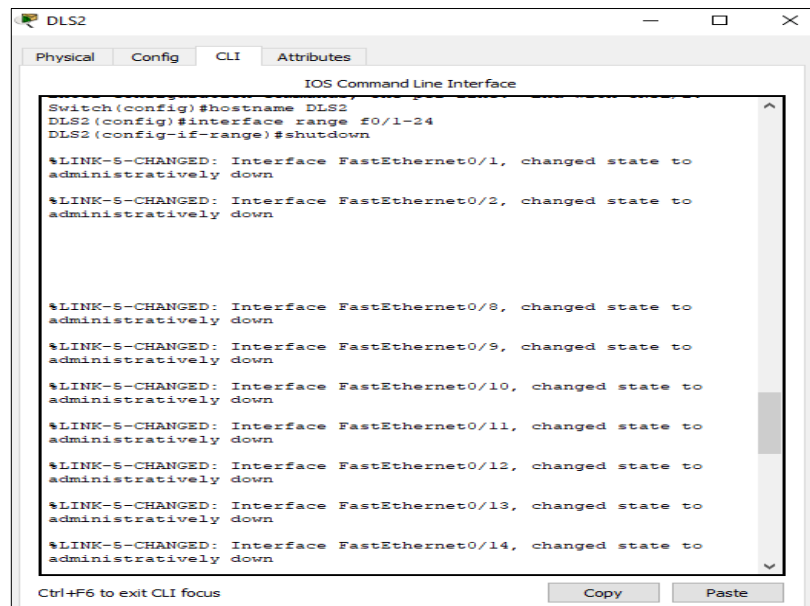 DLS2
Physical Config CLI Attributes
IOS Command Line Interface
Switch(config)#hostname DLS2
DLS2(config)#interface range f0/1-24
DLS2(config-if-range)#shutdown
%LINK-5-CHANGED: Interface FastEthernet0/1, changed state to
administratively down
%LINK-5-CHANGED: Interface FastEthernet0/2, changed state to
administratively down
%LINK-5-CHANGED: Interface FastEthernet0/8, changed state to
administratively down
%LINK-5-CHANGED: Interface FastEthernet0/9, changed state to
administratively down
%LINK-5-CHANGED: Interface FastEthernet0/10, changed state to
administratively down
%LINK-5-CHANGED: Interface FastEthernet0/11, changed state to
administratively down
%LINK-5-CHANGED: Interface FastEthernet0/12, changed state to
administratively down
%LINK-5-CHANGED: Interface FastEthernet0/13, changed state to
administratively down
%LINK-5-CHANGED: Interface FastEthernet0/14, changed state to
administratively down
Ctrl+F6 to exit CLI focus Copy Paste